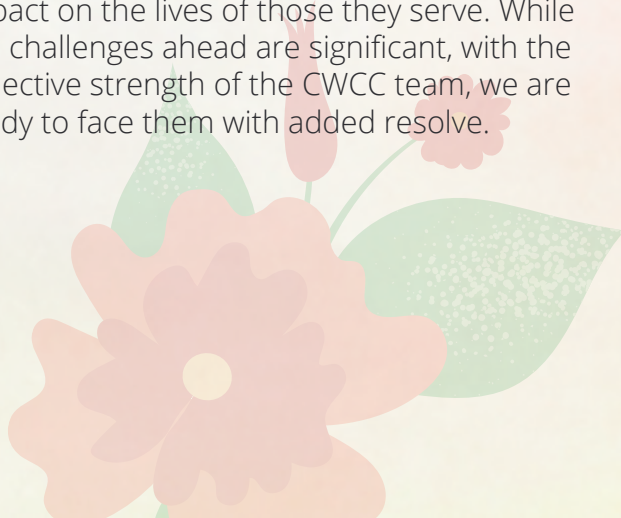 pact on the lives of those they serve. While
challenges ahead are significant, with the
ective strength of the CWCC team, we are
dy to face them with added resolve.